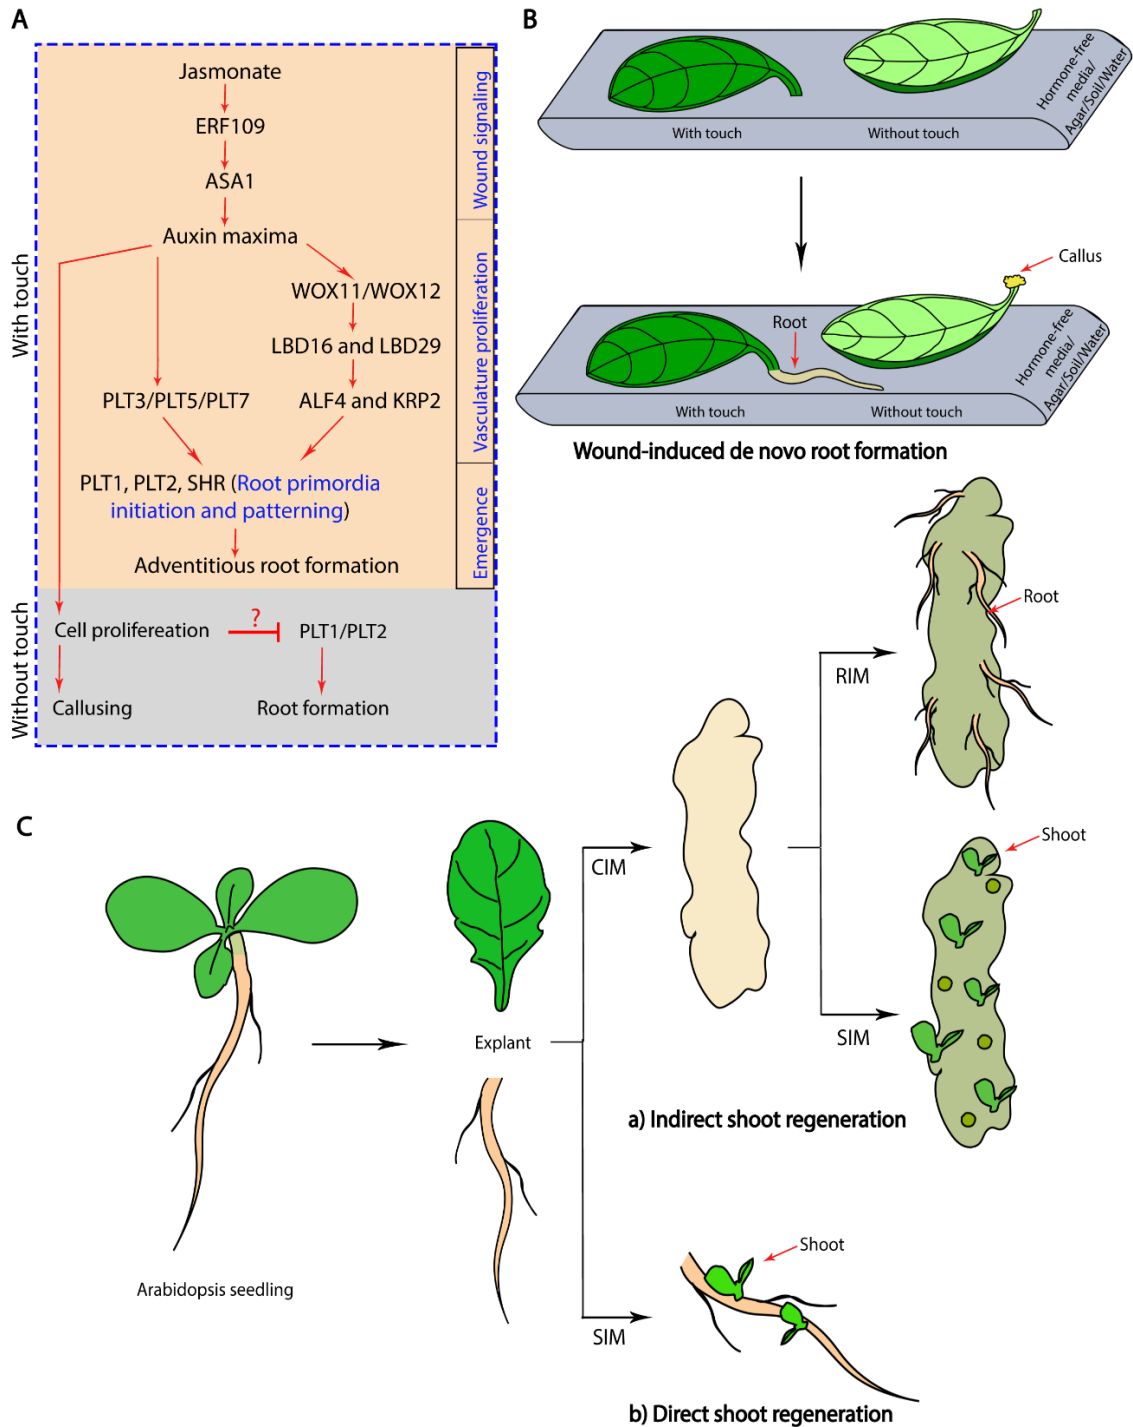 A
Jasmonate
ERF109
ASA1
Auxin maxima
WOX11/WOX12
LBD16 and LBD29
PLT3/PLT5/PLT7
ALF4 and KRP2
PLT1, PLT2, SHR (Root primordia
initiation and patterning)
Adventitious root formation
Wound signaling
Vasculature proliferation
Emergence
With touch
Cell prolifereation
?
PLT1/PLT2
Callusing
Root formation
Without touch
B
With touch
Without touch
Hormone-free
media/
Agar/Soil/Water
Callus
Root
With touch
Without touch
Hormone-free
media/
Agar/Soil/Water
Wound-induced de novo root formation
C
Arabidopsis seedling
Explant
CIM
RIM
Root
SIM
Shoot
a) Indirect shoot regeneration
SIM
Shoot
b) Direct shoot regeneration